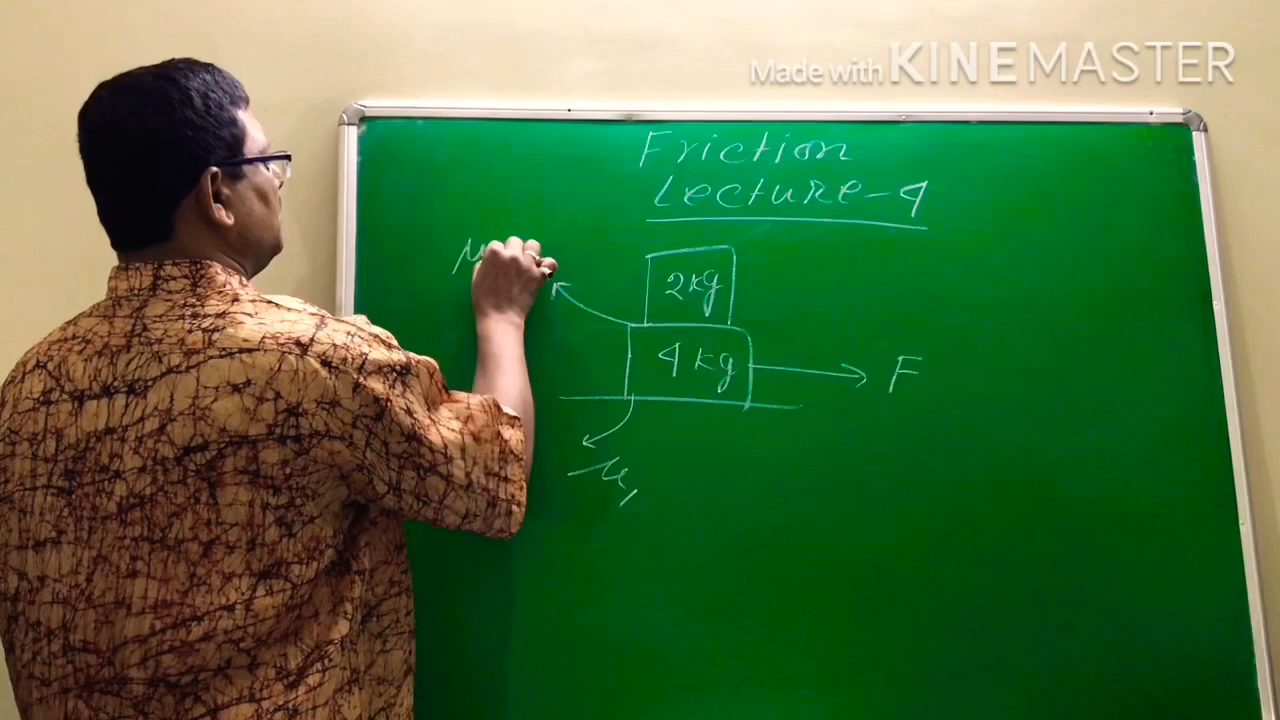 Made with KINEMASTER
Friction
Lecture-4
μ
2kg
4kg
F
μ₁